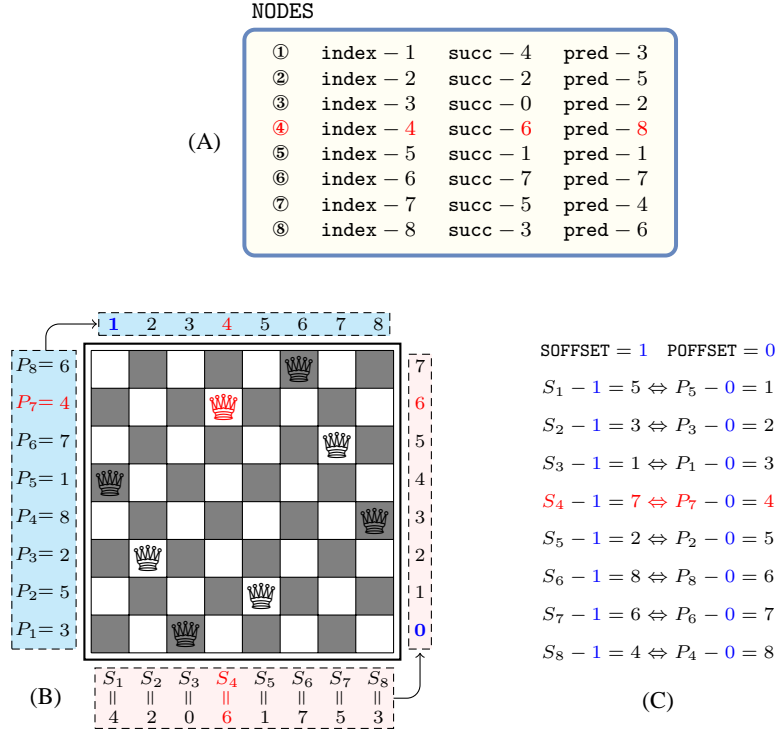 NODES
① index − 1 succ − 4 pred − 3
② index − 2 succ − 2 pred − 5
③ index − 3 succ − 0 pred − 2
④ index − 4 succ − 6 pred − 8
⑤ index − 5 succ − 1 pred − 1
⑥ index − 6 succ − 7 pred − 7
⑦ index − 7 succ − 5 pred − 4
⑧ index − 8 succ − 3 pred − 6
(A)
1 2 3 4 5 6 7 8
P₈= 6
P₇= 4
P₆= 7
P₅= 1
P₄= 8
P₃= 2
P₂= 5
P₁= 3
7
6
5
4
3
2
1
0
S₁ S₂ S₃ S₄ S₅ S₆ S₇ S₈
= = = = = = = =
4 2 0 6 1 7 5 3
(B)
SOFFSET = 1 POFFSET = 0
S₁ − 1 = 5 ⇔ P₅ − 0 = 1
S₂ − 1 = 3 ⇔ P₃ − 0 = 2
S₃ − 1 = 1 ⇔ P₁ − 0 = 3
S₄ − 1 = 7 ⇔ P₇ − 0 = 4
S₅ − 1 = 2 ⇔ P₂ − 0 = 5
S₆ − 1 = 8 ⇔ P₈ − 0 = 6
S₇ − 1 = 6 ⇔ P₆ − 0 = 7
S₈ − 1 = 4 ⇔ P₄ − 0 = 8
(C)